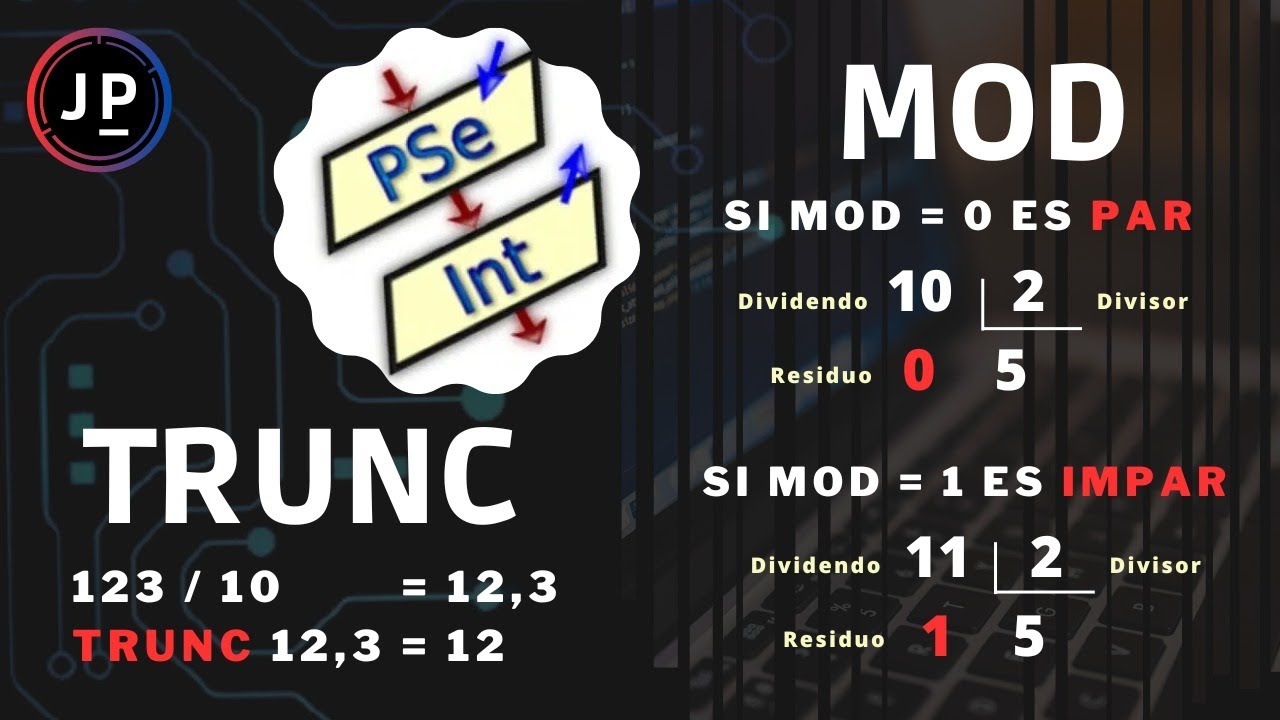 JP
PSe
Int
TRUNC
123 / 10 = 12,3
TRUNC 12,3 = 12
MOD
SI MOD = 0 ES PAR
Dividendo 10 2 Divisor
Residuo 0 5
SI MOD = 1 ES IMPAR
Dividendo 11 2 Divisor
Residuo 1 5